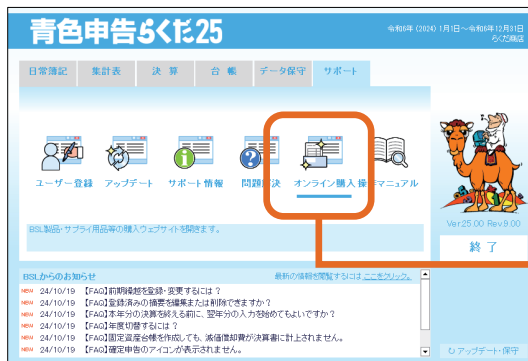 青色申告らくだ25
令和6年 (2024) 1月1日~令和6年12月31日
らくだ商店
日常簿記 集計表 決 算 台 帳 データ保守 サポート
ユーザー登録 アップデート サポート情報 問題解決 オンライン購入 操 マニュアル
BSL製品・サプライ用品等の購入ウェブサイトを開きます。
Ver.25.00 Rev.9.00
終 了
BSLからのお知らせ
最新の情報を閲覧するには ここをクリック。
NEW 24/10/19 【FAQ】前期繰越を登録・変更するには?
NEW 24/10/19 【FAQ】登録済みの摘要を編集または削除できますか?
NEW 24/10/19 【FAQ】本年分の決算を終える前に、翌年分の入力を始めてもよいですか?
NEW 24/10/19 【FAQ】年度切替するには?
NEW 24/10/19 【FAQ】固定資産台帳を作成しても、減価償却費が決算書に計上されません。
NEW 24/10/19 【FAQ】確定申告のアイコンが表示されません。
アップデート・保守